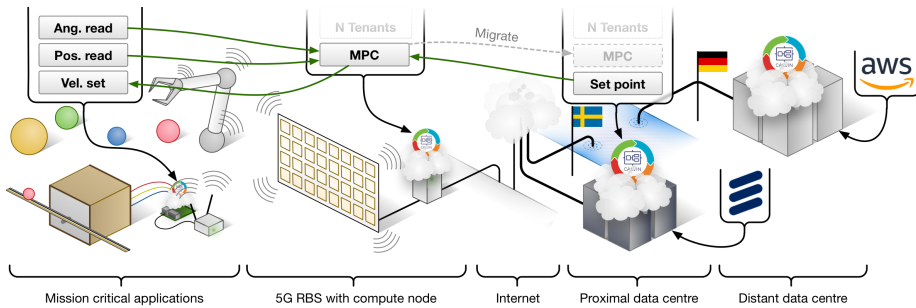 Ang. read
Pos. read
Vel. set
N Tenants
MPC
Migrate
MPC
Set point
aws
Mission critical applications
5G RBS with compute node
Internet
Proximal data centre
Distant data centre